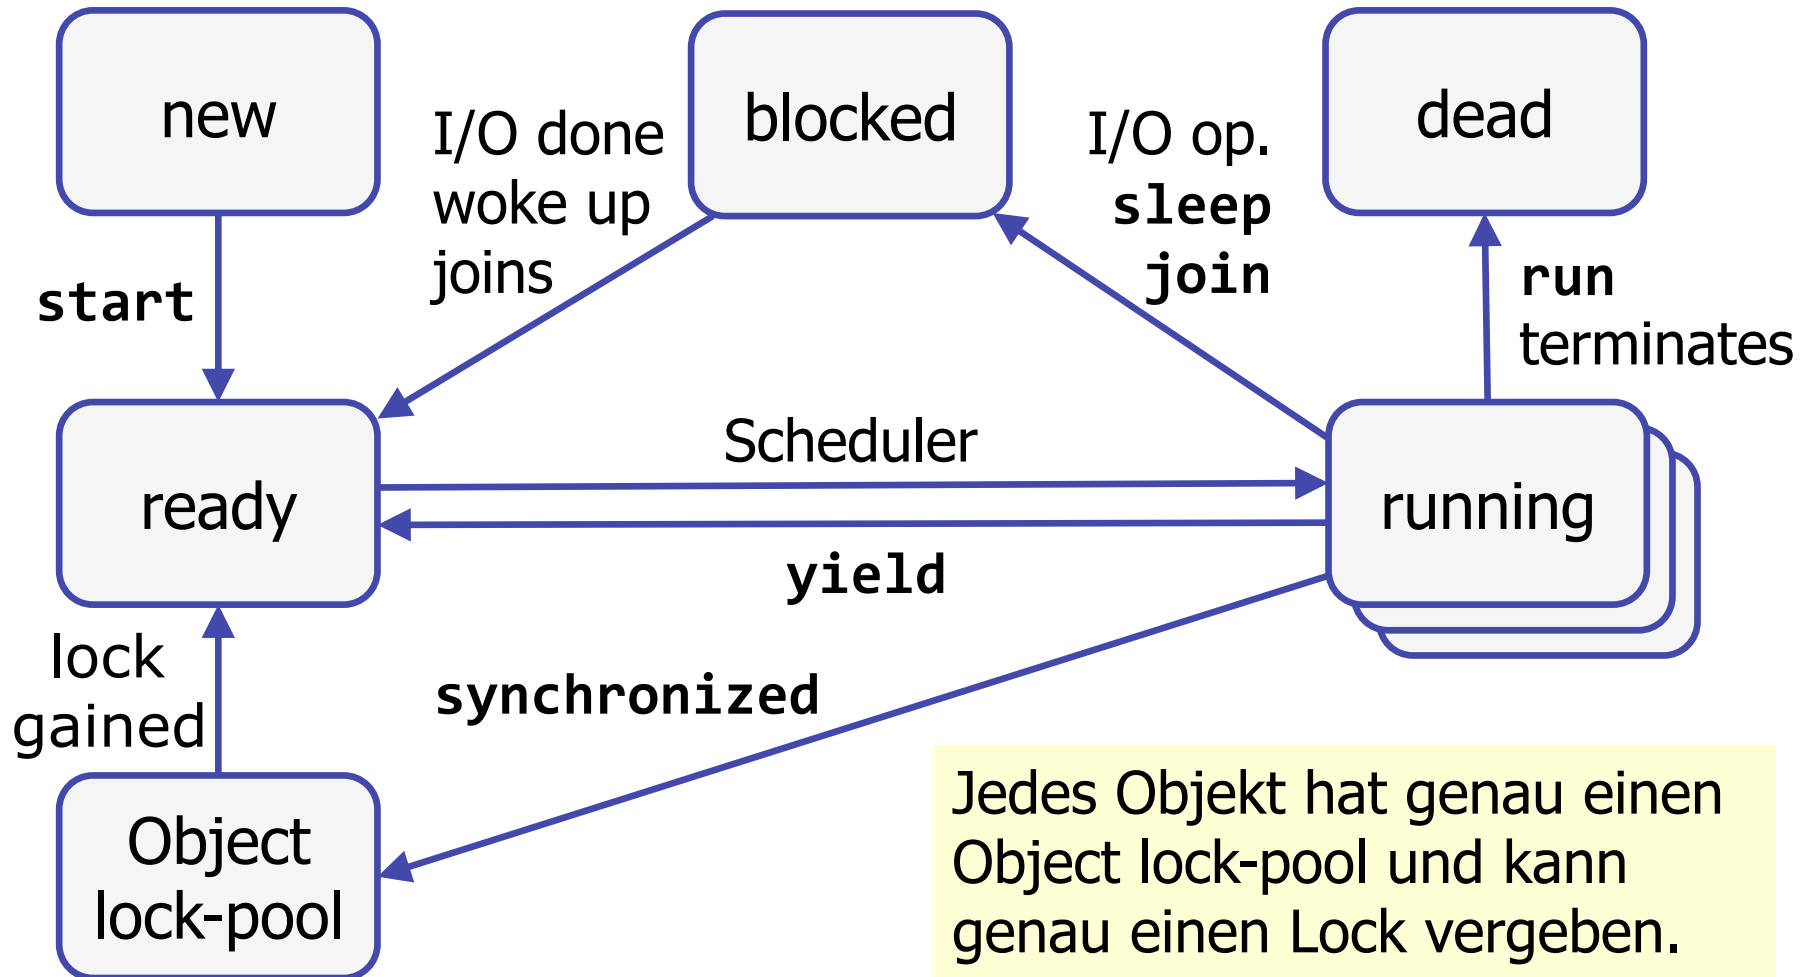 new
blocked
dead
I/O done
woke up
joins
I/O op.
sleep
join
start
run
terminates
Scheduler
ready
running
yield
lock
gained
synchronized
Object
lock-pool
Jedes Objekt hat genau einen
Object lock-pool und kann
genau einen Lock vergeben.